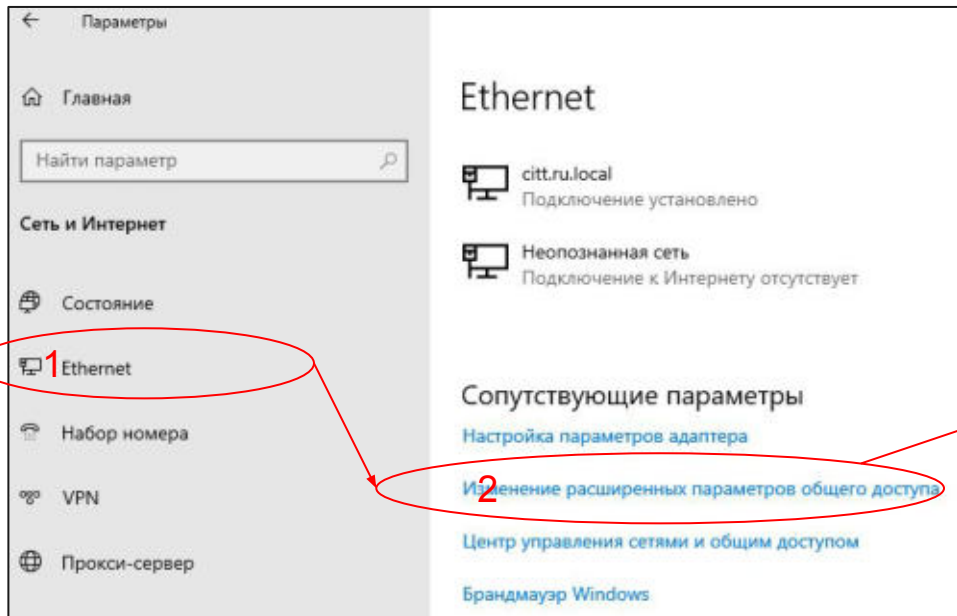 Параметры
Главная
Найти параметр
Сеть и Интернет
Состояние
1
Ethernet
Набор номера
VPN
Прокси-сервер
Ethernet
citt.ru.local
Подключение установлено
Неопознанная сеть
Подключение к Интернету отсутствует
Сопутствующие параметры
Настройка параметров адаптера
2
Изменение расширенных параметров общего доступа
Центр управления сетями и общим доступом
Брандмауэр Windows